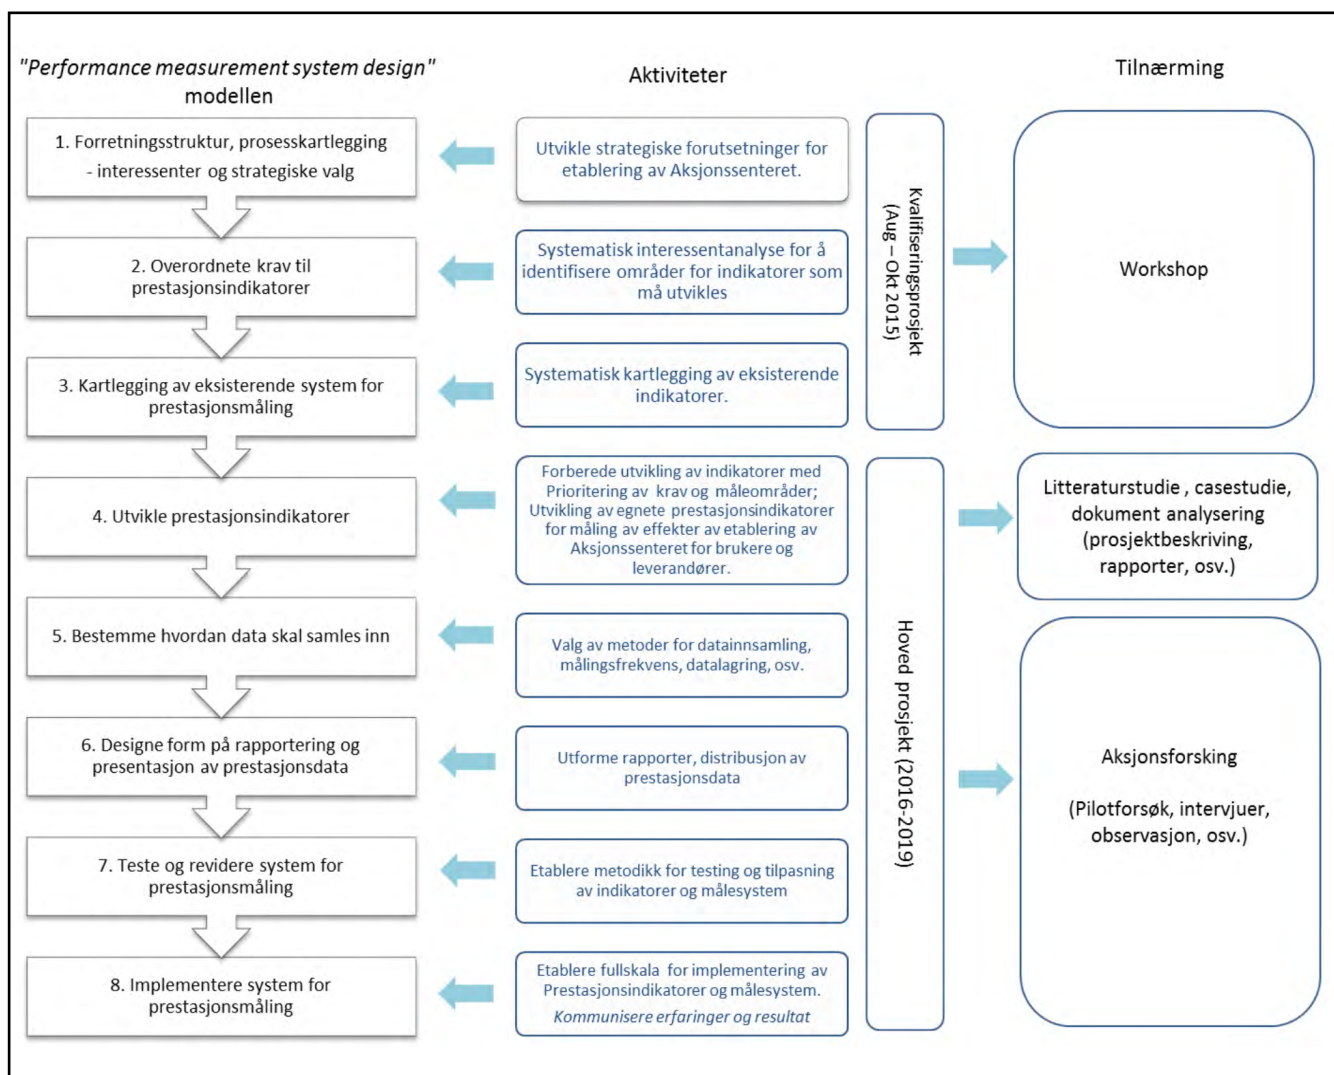 "Performance measurement system design"
modellen
Aktiviteter
Tilnærming
1. Forretningsstruktur, prosesskartlegging
- interessenter og strategiske valg
2. Overordnete krav til
prestasjonsindikatorer
3. Kartlegging av eksisterende system for
prestasjonsmåling
4. Utvikle prestasjonsindikatorer
5. Bestemme hvordan data skal samles inn
6. Designe form på rapportering og
presentasjon av prestasjonsdata
7. Teste og revidere system for
prestasjonsmåling
8. Implementere system for
prestasjonsmåling
Utvikle strategiske forutsetninger for
etablering av Aksjonssenteret.
Systematisk interessentanalyse for å
identifisere områder for indikatorer som
må utvikles
Systematisk kartlegging av eksisterende
indikatorer.
Forberede utvikling av indikatorer med
Prioritering av krav og måleområder;
Utvikling av egnete prestasjonsindikatorer
for måling av effekter av etablering av
Aksjonssenteret for brukere og
leverandører.
Valg av metoder for datainnsamling,
målingsfrekvens, datalagring, osv.
Utforme rapporter, distribusjon av
prestasjonsdata
Etablere metodikk for testing og tilpasning
av indikatorer og målesystem
Etablere fullskala for implementering av
Prestasjonsindikatorer og målesystem.
Kommunisere erfaringer og resultat
Kvalifiseringsprosjekt
(Aug – Okt 2015)
Hoved prosjekt (2016-2019)
Workshop
Litteraturstudie , casestudie,
dokument analysering
(prosjektbeskriving,
rapporter, osv.)
Aksjonsforsking
(Pilotforsøk, intervjuer,
observasjon, osv.)